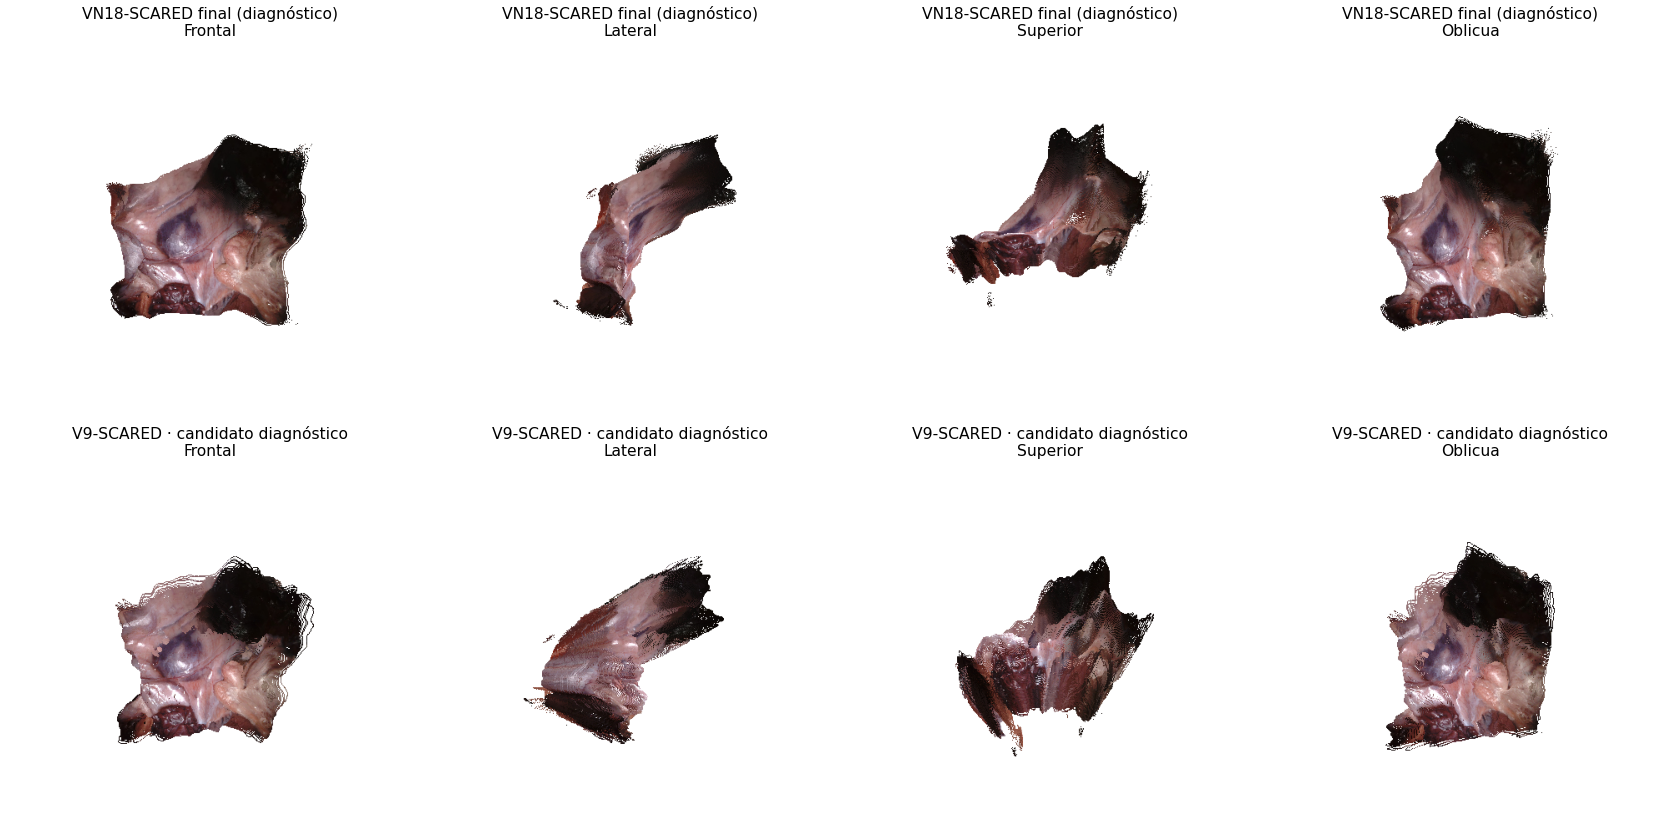 VN18-SCARED final (diagnóstico)
Frontal
VN18-SCARED final (diagnóstico)
Lateral
VN18-SCARED final (diagnóstico)
Superior
VN18-SCARED final (diagnóstico)
Oblicua
V9-SCARED · candidato diagnóstico
Frontal
V9-SCARED · candidato diagnóstico
Lateral
V9-SCARED · candidato diagnóstico
Superior
V9-SCARED · candidato diagnóstico
Oblicua